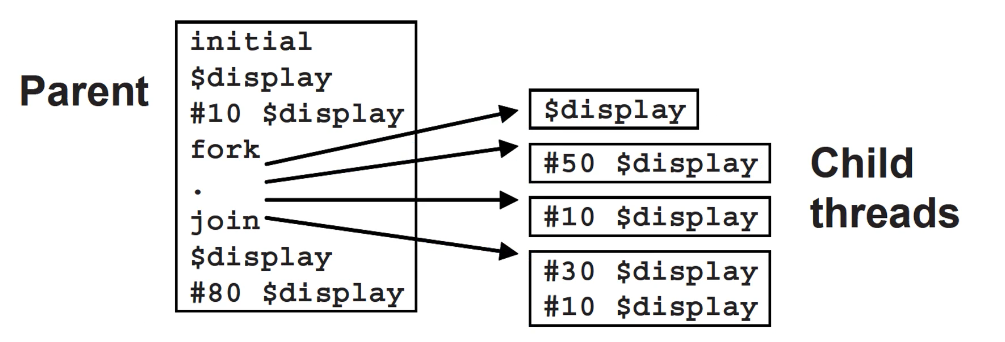 Parent
initial
$display
#10 $display
fork
.
join
$display
#80 $display
$display
#50 $display
#10 $display
#30 $display
#10 $display
Child
threads